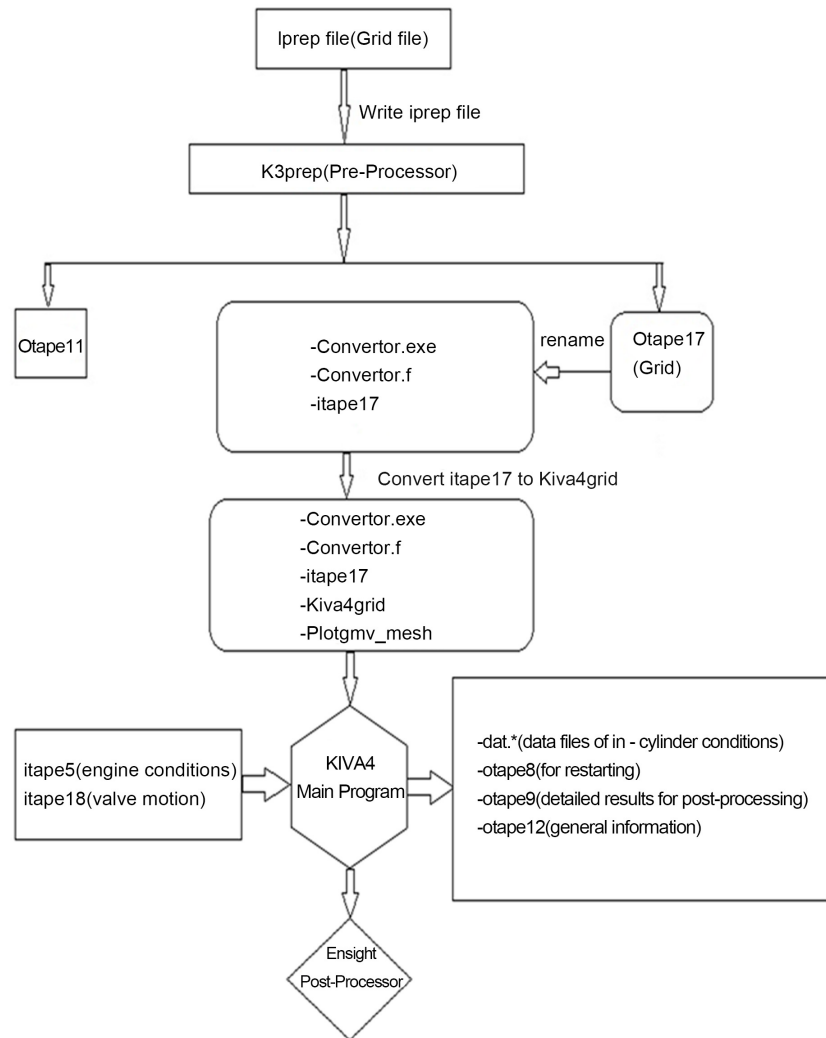 Iprep file(Grid file)
Write iprep file
K3prep(Pre-Processor)
Otape11
-Convertor.exe
-Convertor.f
-itape17
rename
Otape17
(Grid)
Convert itape17 to Kiva4grid
-Convertor.exe
-Convertor.f
-itape17
-Kiva4grid
-Plotgmv_mesh
itape5(engine conditions)
itape18(valve motion)
KIVA4
Main Program
-dat.*(data files of in - cylinder conditions)
-otape8(for restarting)
-otape9(detailed results for post-processing)
-otape12(general information)
Ensight
Post-Processor